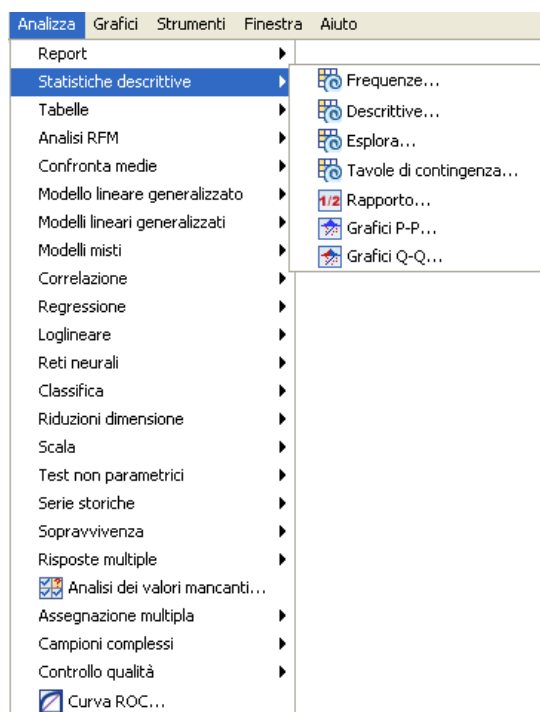 Analizza Grafici Strumenti Finestra Aiuto
Report
Statistiche descrittive
Tabelle
Analisi RFM
Confronta medie
Modello lineare generalizzato
Modelli lineari generalizzati
Modelli misti
Correlazione
Regressione
Loglineare
Reti neurali
Classifica
Riduzioni dimensione
Scala
Test non parametrici
Serie storiche
Sopravvivenza
Risposte multiple
Analisi dei valori mancanti...
Assegnazione multipla
Campioni complessi
Controllo qualità
Curva ROC...
Frequenze...
Descrittive...
Esplora...
Tavole di contingenza...
1/2 Rapporto...
Grafici P-P...
Grafici Q-Q...